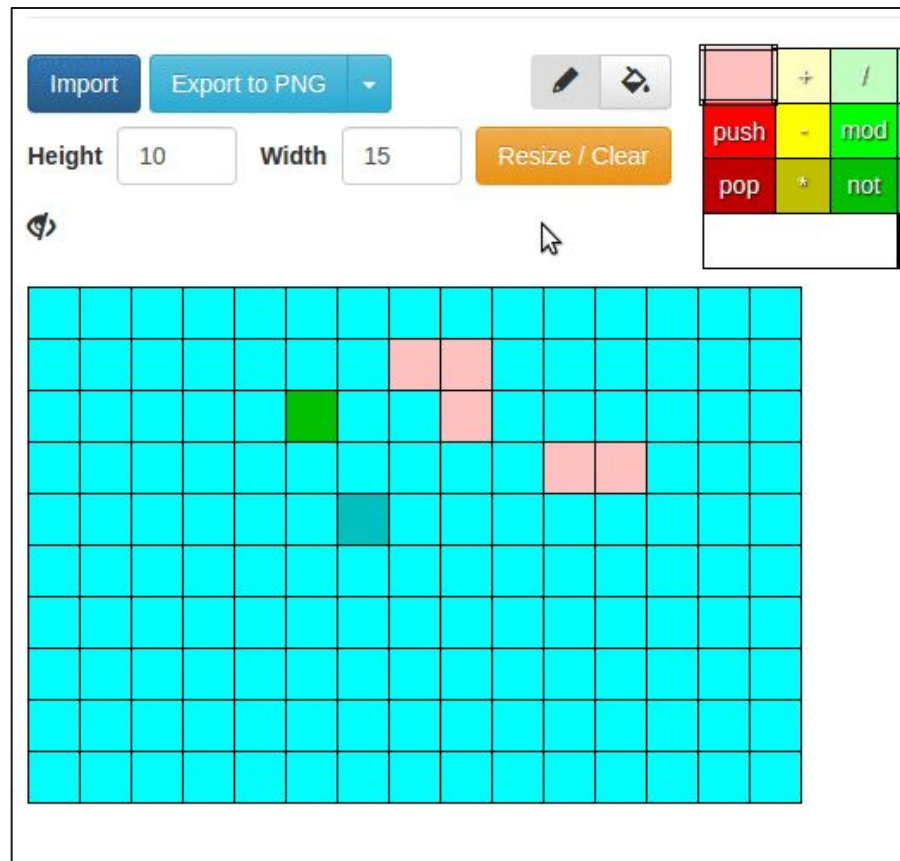 Import Export to PNG
+ /
Height 10 Width 15 Resize / Clear
push - mod
pop * not